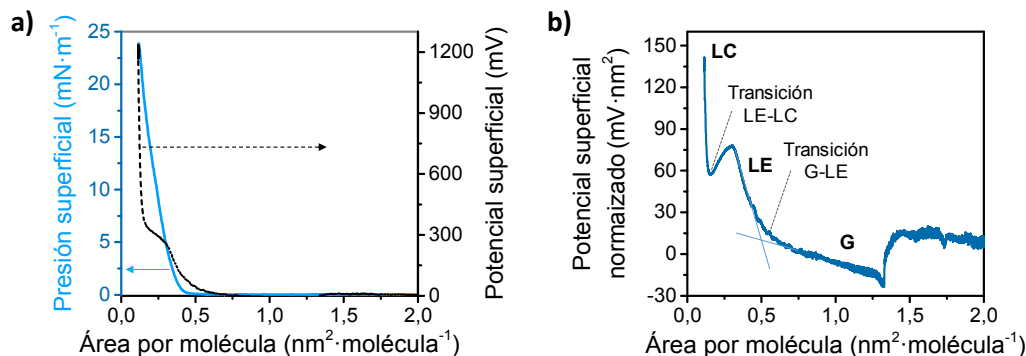 a)
Presión superficial (mN·m⁻¹)
25
20
15
10
5
0
1200
900
600
300
0
Potencial superficial (mV)
0,0 0,5 1,0 1,5 2,0
Área por molécula (nm²·molécula⁻¹)
b)
Potencial superficial
normaizado (mV·nm²)
150
120
90
60
30
0
-30
LC
Transición
LE-LC
LE
Transición
G-LE
G
0,0 0,5 1,0 1,5 2,0
Área por molécula (nm²·molécula⁻¹)